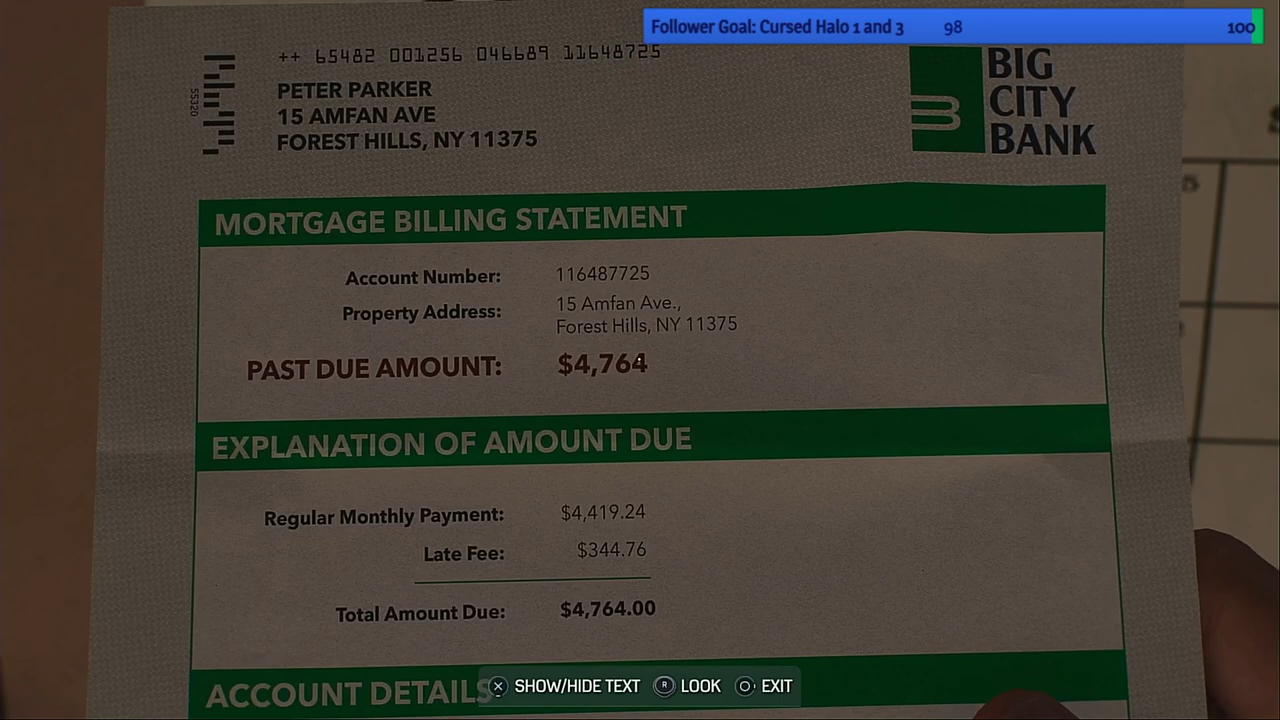 Follower Goal: Cursed Halo 1 and 3 98 100
++ 65482 001256 046689 11648725
55320
PETER PARKER
15 AMFAN AVE
FOREST HILLS, NY 11375
BIG
CITY
BANK
MORTGAGE BILLING STATEMENT
Account Number: 116487725
Property Address: 15 Amfan Ave.,
Forest Hills, NY 11375
PAST DUE AMOUNT: $4,764
EXPLANATION OF AMOUNT DUE
Regular Monthly Payment: $4,419.24
Late Fee: $344.76
Total Amount Due: $4,764.00
ACCOUNT DETAILS
SHOW/HIDE TEXT R LOOK EXIT